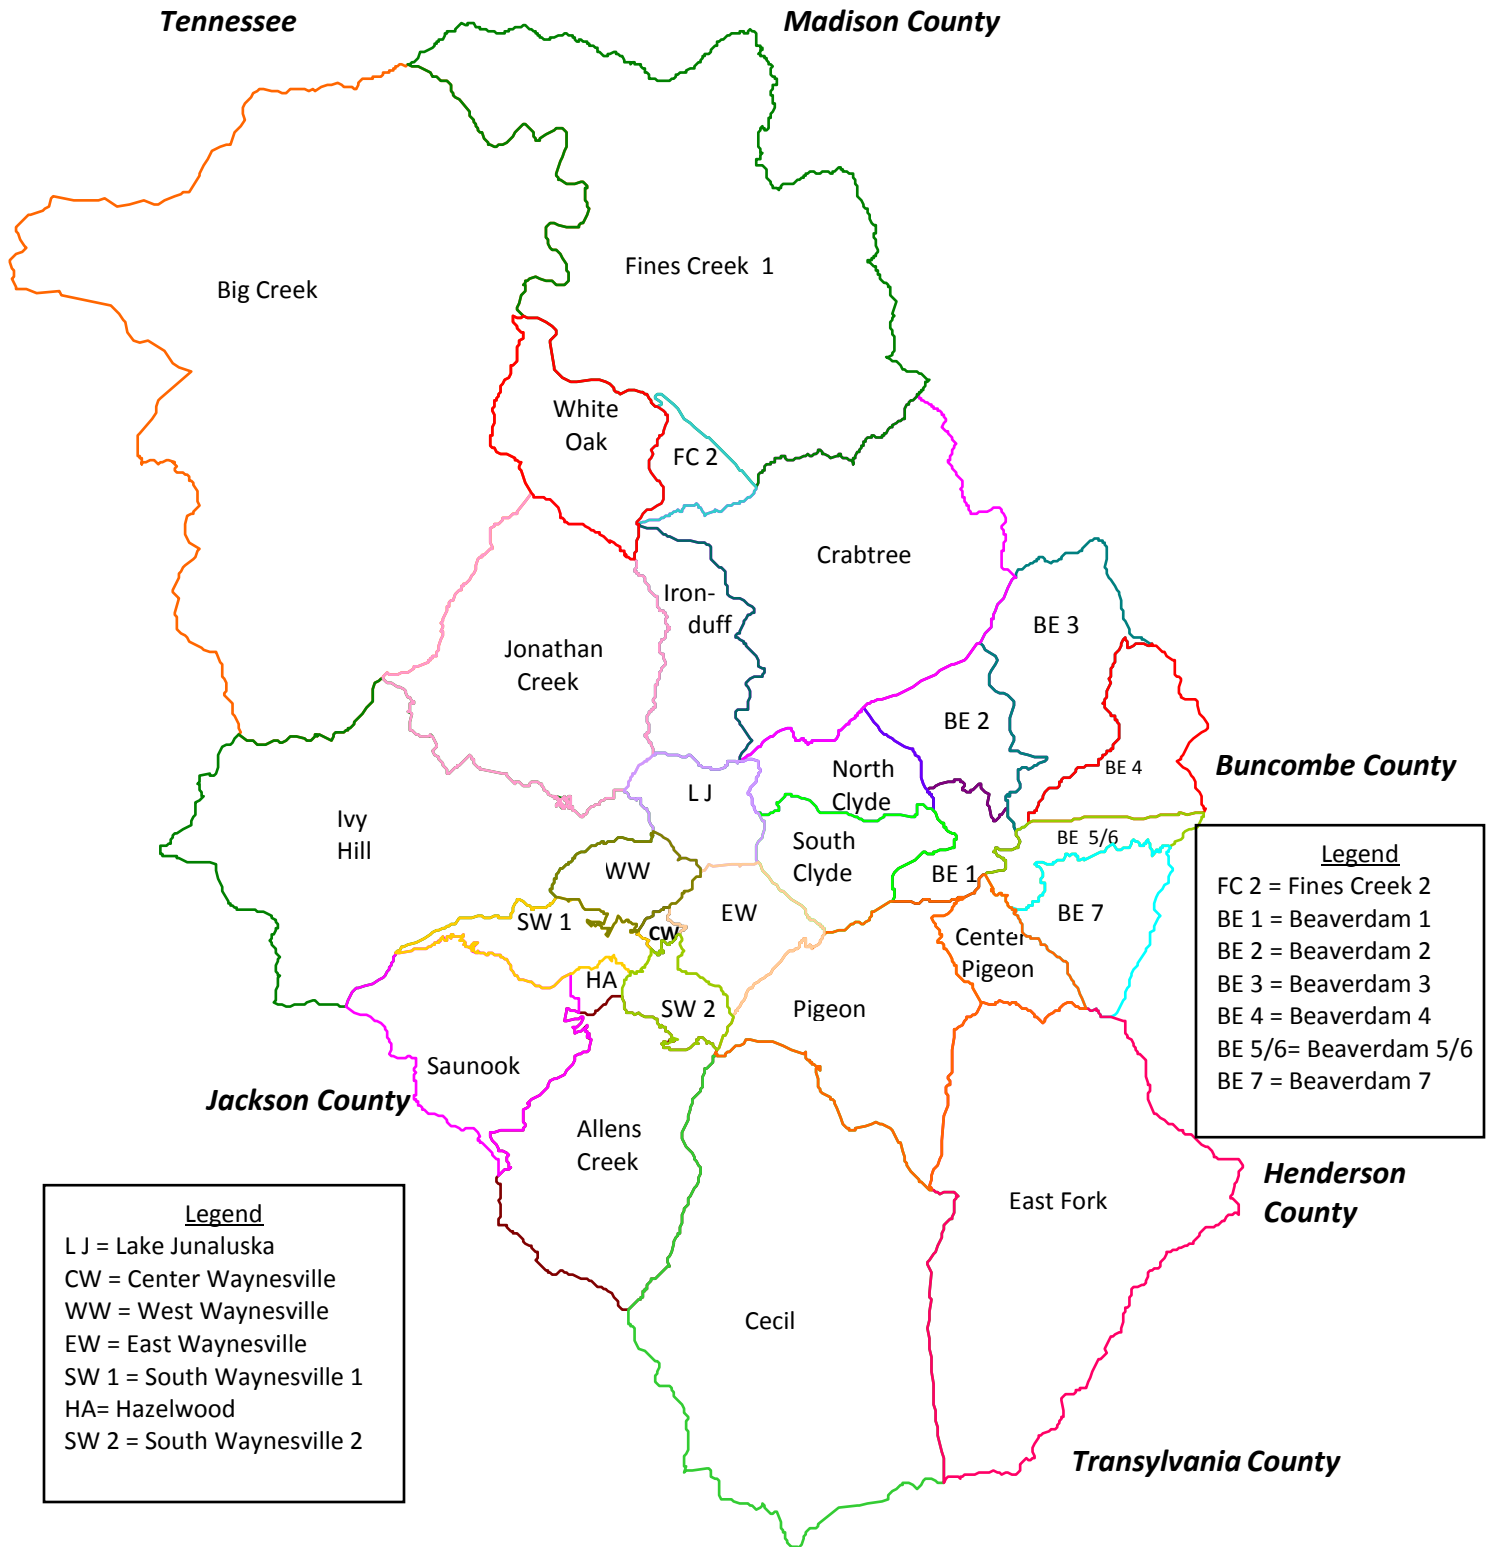 Tennessee
Madison County
Fines Creek 1
Big Creek
White
Oak
FC 2
Crabtree
Iron-
duff
BE 3
Jonathan
Creek
BE 2
BE 4
Buncombe County
North
Clyde
L J
Ivy
Hill
South
Clyde
BE 5/6
WW
BE 1
EW
BE 7
SW 1
CW
Center
Pigeon
HA
SW 2
Pigeon
Saunook
Jackson County
Allens
Creek
East Fork
Henderson
County
Cecil
Transylvania County
Legend
FC 2 = Fines Creek 2
BE 1 = Beaverdam 1
BE 2 = Beaverdam 2
BE 3 = Beaverdam 3
BE 4 = Beaverdam 4
BE 5/6= Beaverdam 5/6
BE 7 = Beaverdam 7
Legend
L J = Lake Junaluska
CW = Center Waynesville
WW = West Waynesville
EW = East Waynesville
SW 1 = South Waynesville 1
HA= Hazelwood
SW 2 = South Waynesville 2